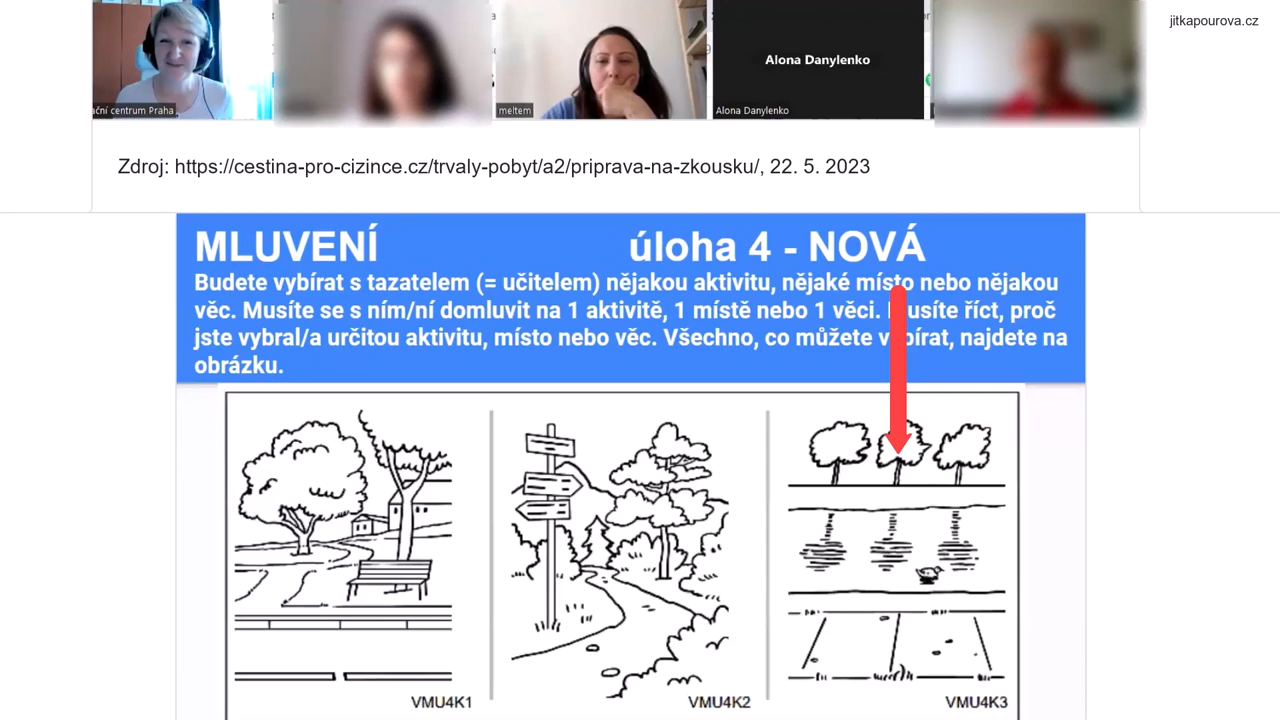 jitkapourova.cz
Alona Danylenko
ační centrum Praha
meltem
Alona Danylenko
Zdroj: https://cestina-pro-cizince.cz/trvaly-pobyt/a2/priprava-na-zkousku/, 22. 5. 2023
MLUVENÍ úloha 4 - NOVÁ
Budete vybírat s tazatelem (= učitelem) nějakou aktivitu, nějaké místo nebo nějakou
věc. Musíte se s ním/ní domluvit na 1 aktivitě, 1 místě nebo 1 věci. Musíte říct, proč
jste vybral/a určitou aktivitu, místo nebo věc. Všechno, co můžete vybírat, najdete na
obrázku.
VMU4K1
VMU4K2
VMU4K3